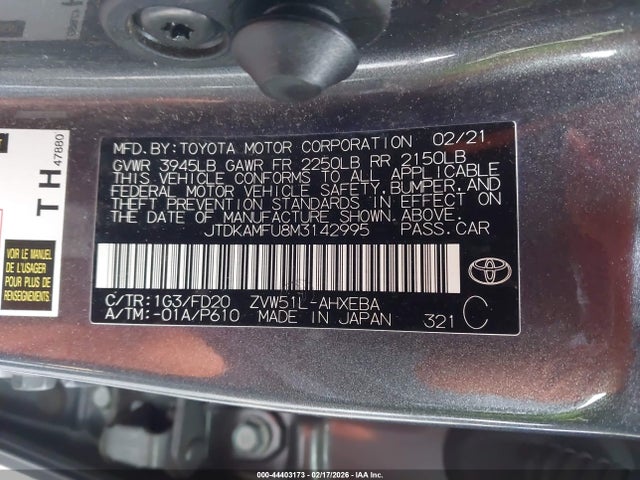 MFD.BY:TOYOTA MOTOR CORPORATION 02/21
GVWR 3945LB GAWR FR 2250LB RR 2150LB
THIS VEHICLE CONFORMS TO ALL APPLICABLE
FEDERAL MOTOR VEHICLE SAFETY,BUMPER,AND
THEFT PREVENTION STANDARDS IN EFFECT ON
THE DATE OF MANUFACTURE SHOWN ABOVE.
JTDKAMFU8M3142995 PASS.CAR
C/TR:1G3/FD20 ZVW51L-AHXEBA
A/TM:-01A/P610 MADE IN JAPAN 321 C
TOYOTA
TH
47880
VOIR LE MANUEL
DE L'USAGER
POUR PLUS DE
RENSEIGNEMENTS
000-44403173 - 02/17/2026 - IAA Inc.